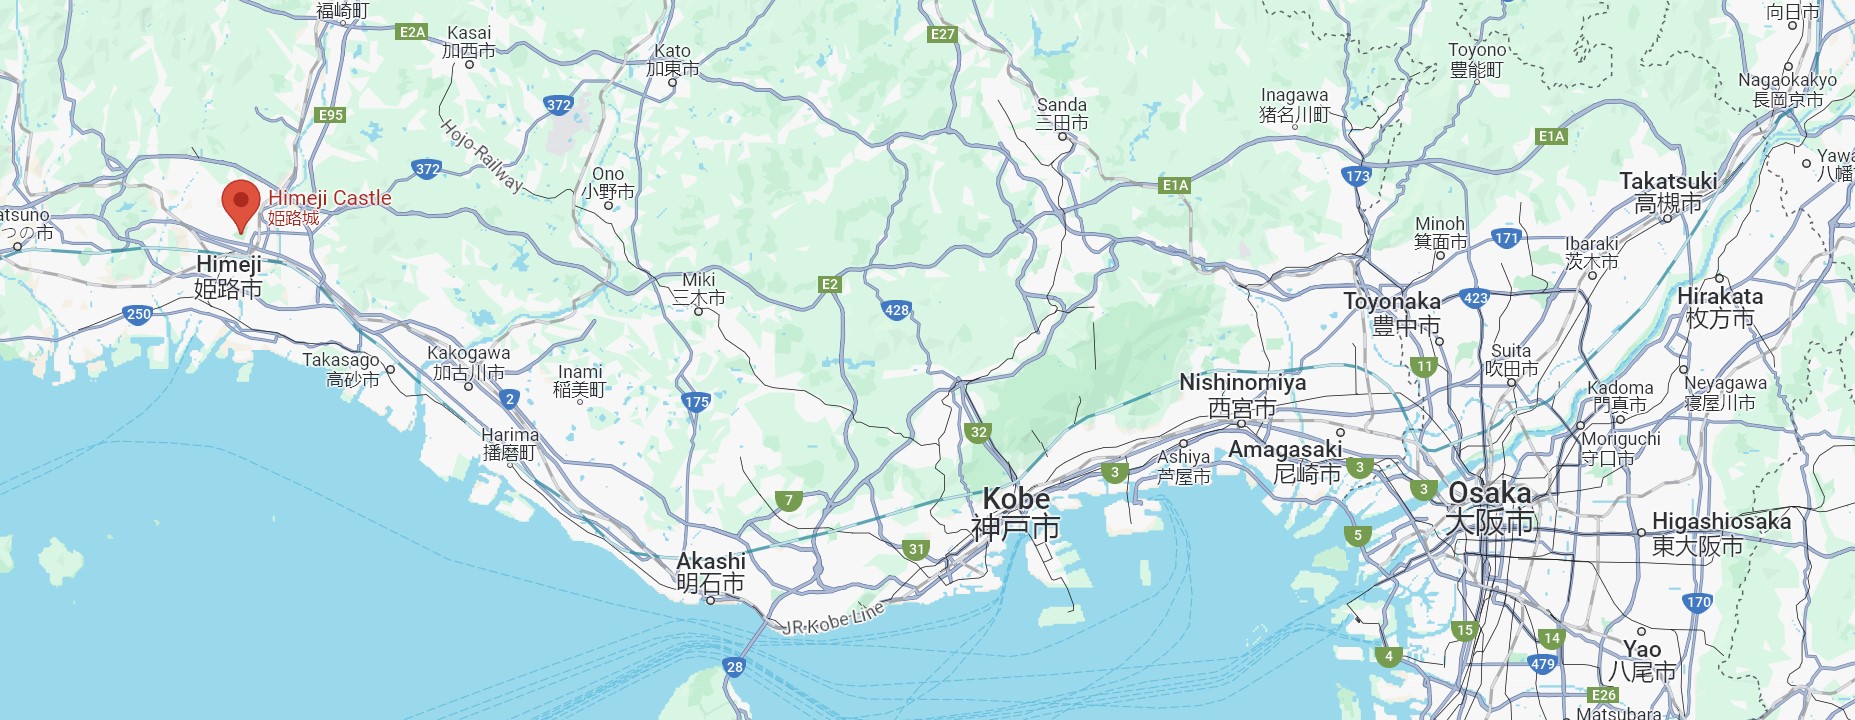 福崎町
E2A
Kasai
加西市
Kato
加東市
E27
Toyono
豊能町
向日市
Nagaokakyo
長岡京市
Inagawa
猪名川町
Sanda
三田市
372
E95
Hojo-Railway
E1A
372
Ono
小野市
E1A
173
Takatsuki
高槻市
Yawa
八幡
Himeji Castle
姫路城
atsuno
つの市
Minoh
箕面市
171
Ibaraki
茨木市
Himeji
姫路市
Miki
三木市
E2
428
250
Toyonaka
豊中市
423
Hirakata
枚方市
Takasago
高砂市
Kakogawa
加古川市
Inami
稲美町
2
175
Suita
吹田市
11
Nishinomiya
西宮市
Kadoma
門真市
Neyagawa
寝屋川市
Harima
播磨町
32
Moriguchi
守口市
Ashiya
芦屋市
Amagasaki
尼崎市
3
3
3
7
Kobe
神戸市
Osaka
大阪市
5
Higashiosaka
東大阪市
31
Akashi
明石市
JR Kobe Line
170
28
15
14
4
479
Yao
八尾市
E26
Matsubara